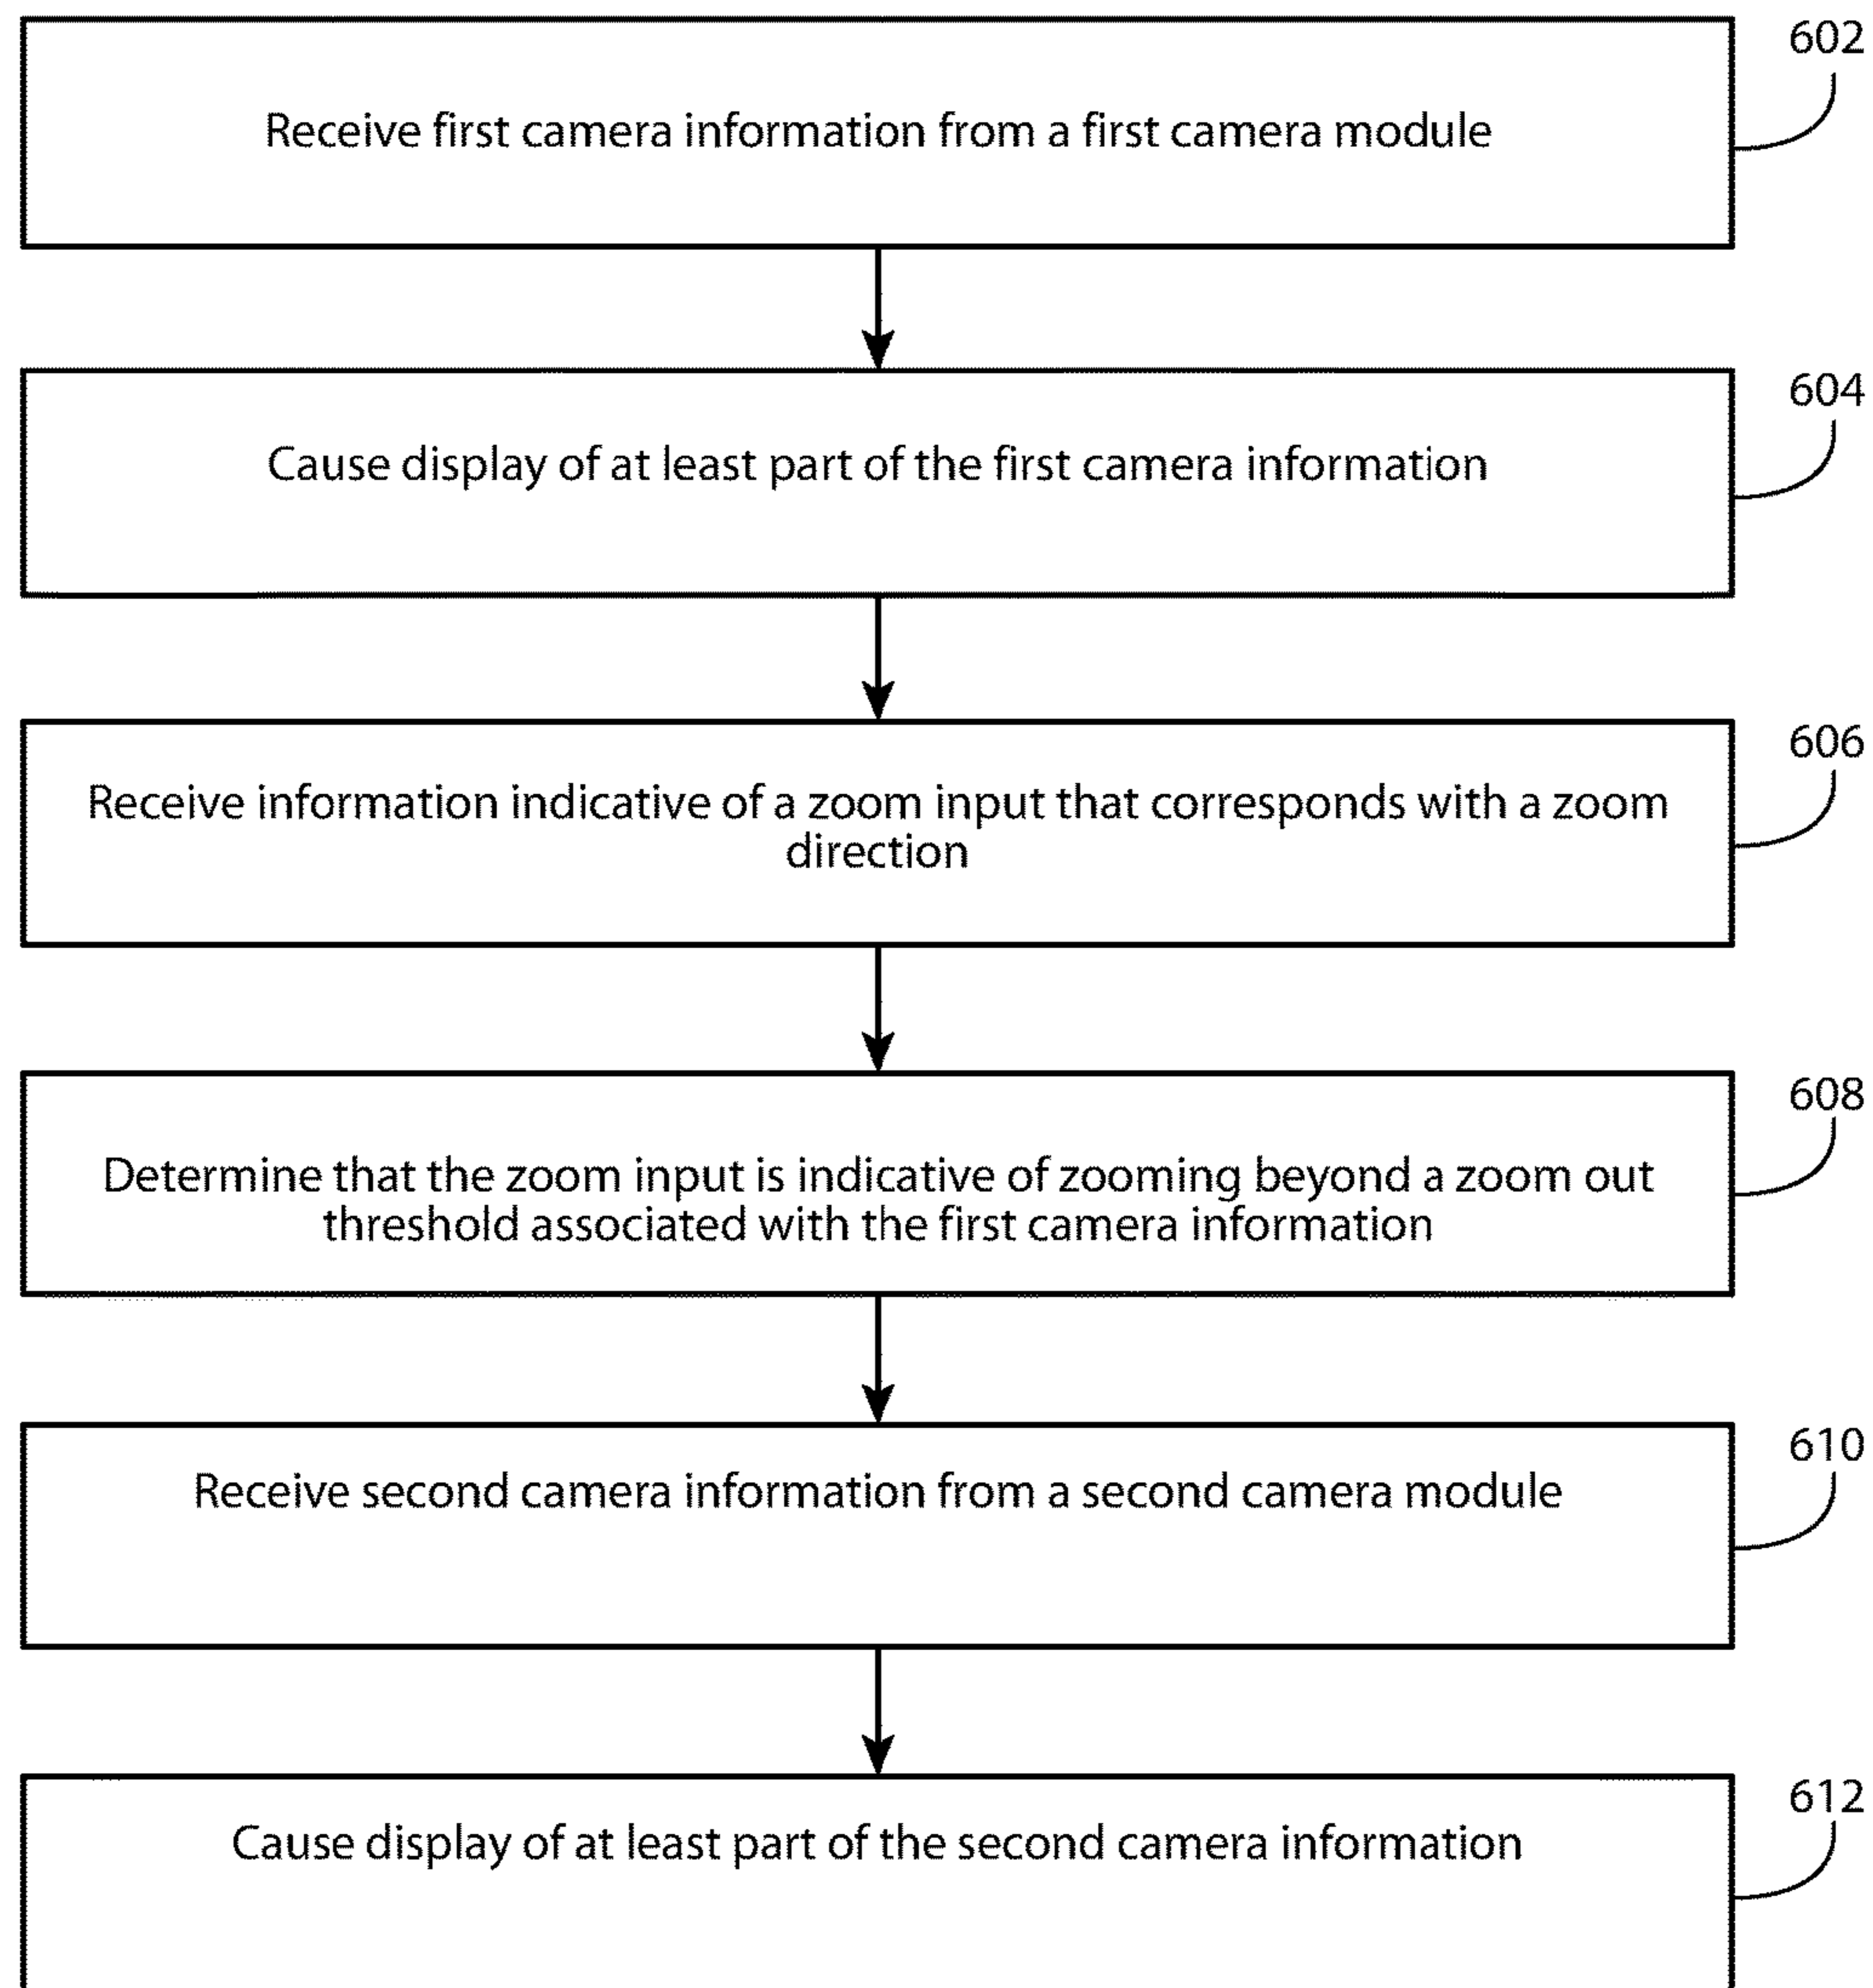 602
Receive first camera information from a first camera module
604
Cause display of at least part of the first camera information
606
Receive information indicative of a zoom input that corresponds with a zoom
direction
608
Determine that the zoom input is indicative of zooming beyond a zoom out
threshold associated with the first camera information
610
Receive second camera information from a second camera module
612
Cause display of at least part of the second camera information